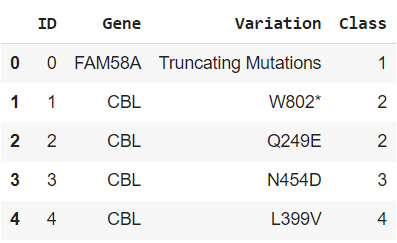 ID Gene Variation Class
0 0 FAM58A Truncating Mutations 1
1 1 CBL W802* 2
2 2 CBL Q249E 2
3 3 CBL N454D 3
4 4 CBL L399V 4